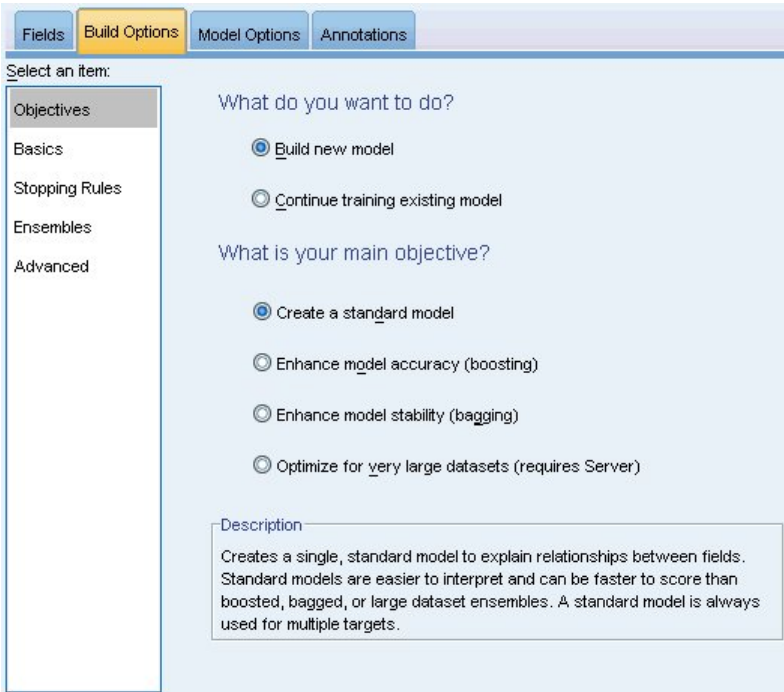 Fields Build Options Model Options Annotations
Select an item:
Objectives
Basics
Stopping Rules
Ensembles
Advanced
What do you want to do?
Build new model
Continue training existing model
What is your main objective?
Create a standard model
Enhance model accuracy (boosting)
Enhance model stability (bagging)
Optimize for very large datasets (requires Server)
Description
Creates a single, standard model to explain relationships between fields.
Standard models are easier to interpret and can be faster to score than
boosted, bagged, or large dataset ensembles. A standard model is always
used for multiple targets.